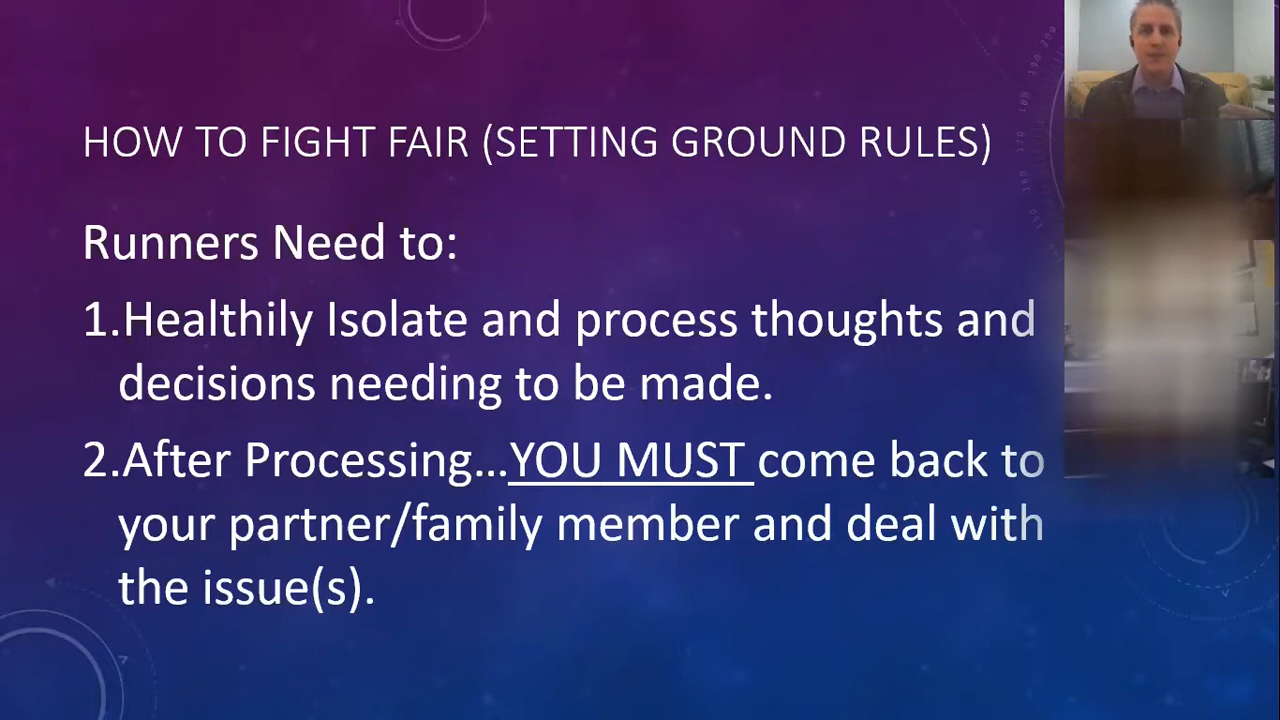 HOW TO FIGHT FAIR (SETTING GROUND RULES)
Runners Need to:
1.Healthily Isolate and process thoughts and
decisions needing to be made.
2.After Processing…YOU MUST come back to
your partner/family member and deal with
the issue(s).